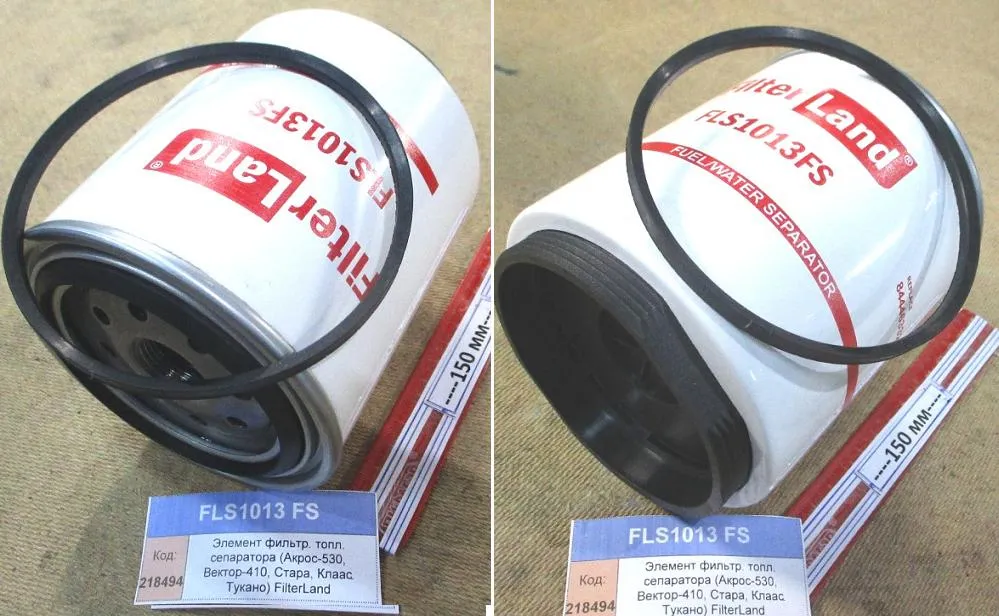 FilterLand®
FLS1013FS
FLS1013FS
----150 мм---
FLS1013 FS
Код:
218494
Элемент фильтр. топл.
сепаратора (Акрос-530,
Вектор-410, Стара, Клаас
Тукано) FilterLand
Land®
FLS1013FS
FUEL/WATER SEPARATOR
----150 мм----
FLS1013 FS
Код:
218494
Элемент фильтр. топл.
сепаратора (Акрос-530,
Вектор-410, Стара, Клаас
Тукано) FilterLand